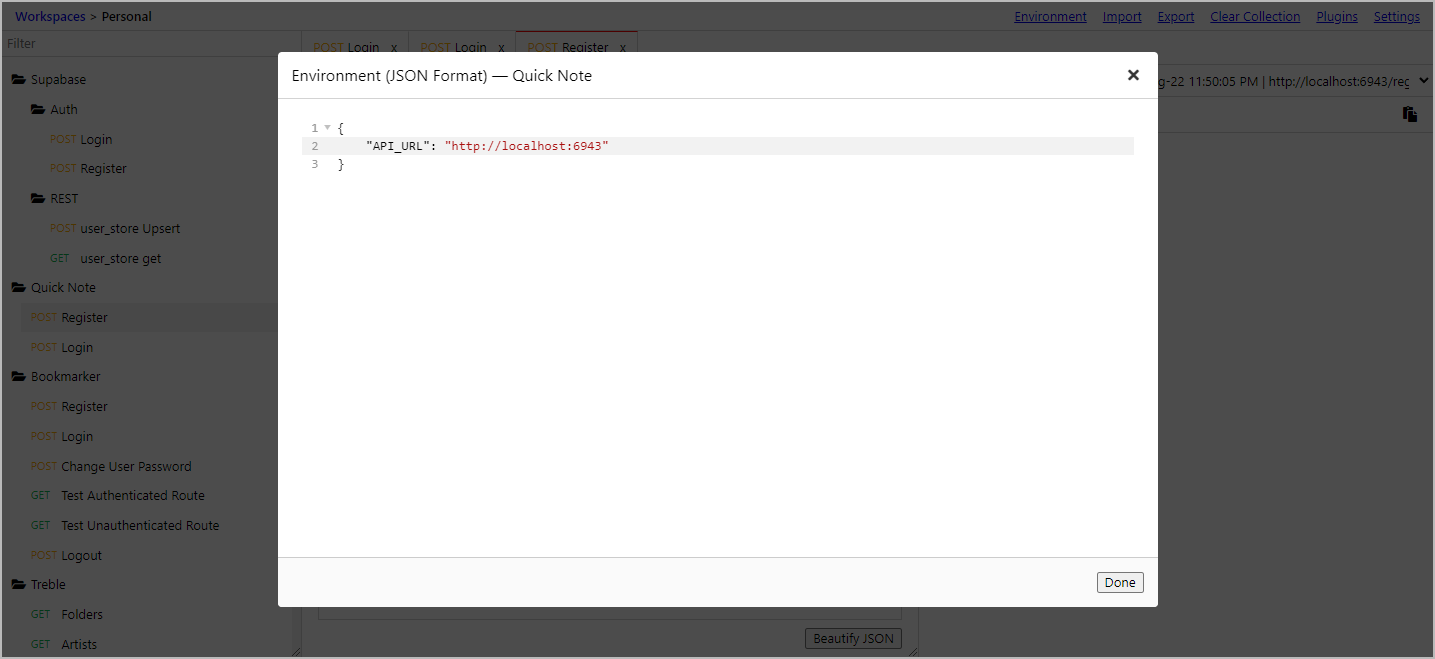 Workspaces > Personal
Environment Import Export Clear Collection Plugins Settings
Filter
POST Login x POST Login x POST Register x
Supabase
Auth
POST Login
POST Register
REST
POST user_store Upsert
GET user_store get
Quick Note
POST Register
POST Login
Bookmarker
POST Register
POST Login
POST Change User Password
GET Test Authenticated Route
GET Test Unauthenticated Route
POST Logout
Treble
GET Folders
GET Artists
Environment (JSON Format) — Quick Note
1 {
2 "API_URL": "http://localhost:6943"
3 }
Done
g-22 11:50:05 PM | http://localhost:6943/reg
Beautify JSON